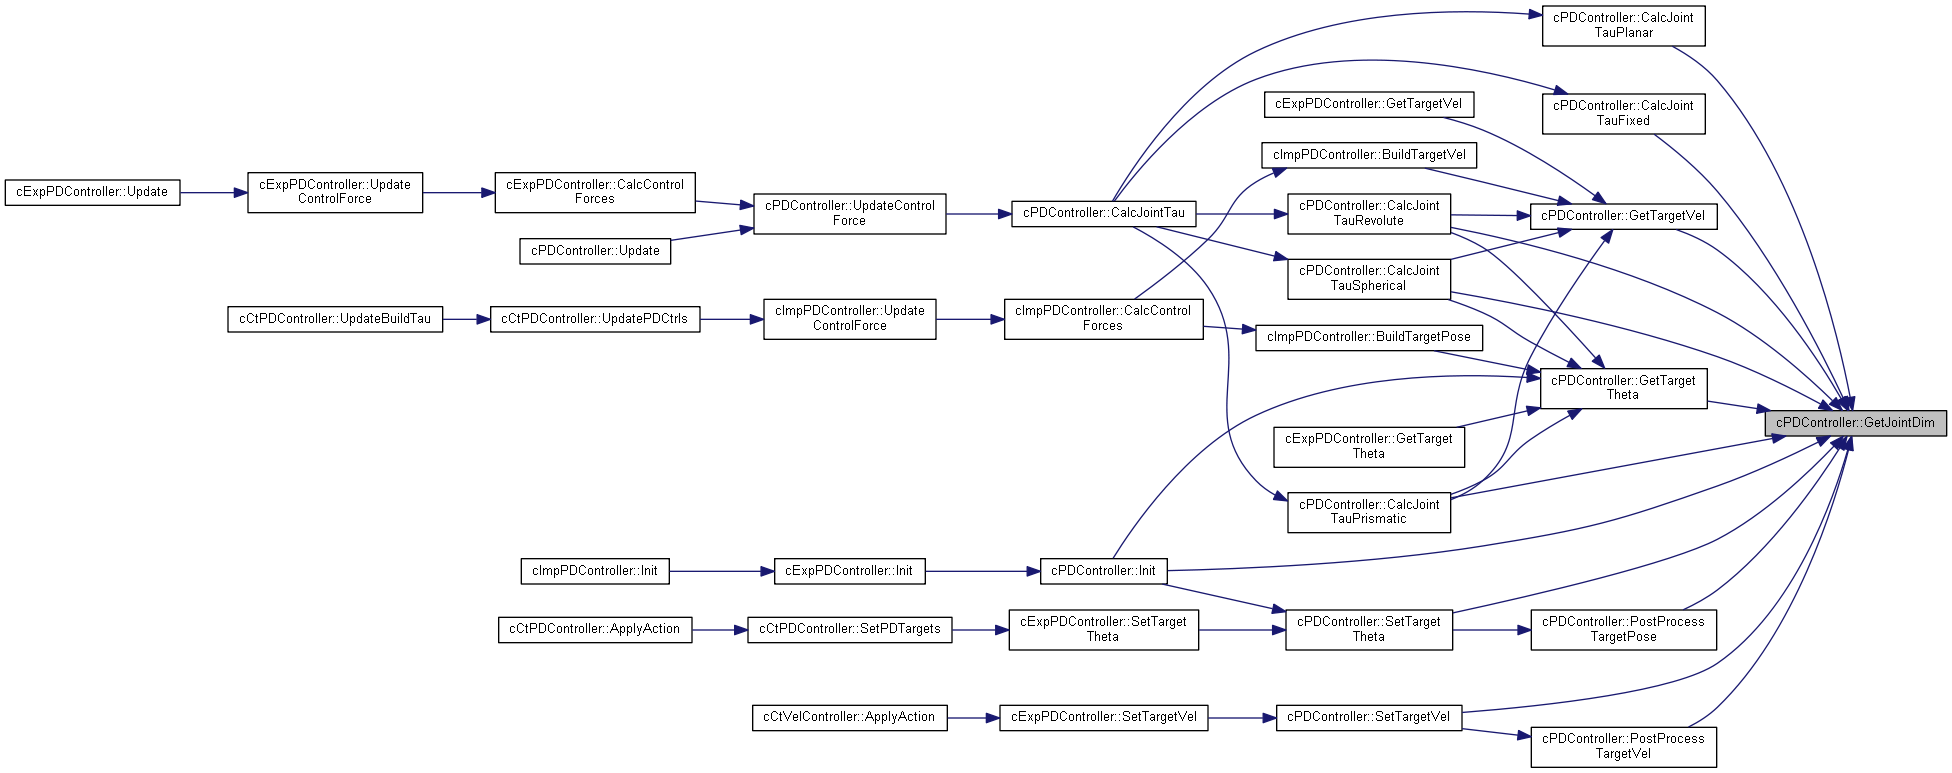 cPDController::CalcJoint
TauPlanar
cPDController::CalcJoint
TauFixed
cExpPDController::GetTargetVel
cImpPDController::BuildTargetVel
cExpPDController::Update
cExpPDController::Update
ControlForce
cExpPDController::CalcControl
Forces
cPDController::UpdateControl
Force
cPDController::CalcJointTau
cPDController::CalcJoint
TauRevolute
cPDController::GetTargetVel
cPDController::Update
cPDController::CalcJoint
TauSpherical
cCtPDController::UpdateBuildTau
cCtPDController::UpdatePDCtrls
cImpPDController::Update
ControlForce
cImpPDController::CalcControl
Forces
cImpPDController::BuildTargetPose
cPDController::GetTarget
Theta
cPDController::GetJointDim
cExpPDController::GetTarget
Theta
cPDController::CalcJoint
TauPrismatic
cImpPDController::Init
cExpPDController::Init
cPDController::Init
cCtPDController::ApplyAction
cCtPDController::SetPDTargets
cExpPDController::SetTarget
Theta
cPDController::SetTarget
Theta
cPDController::PostProcess
TargetPose
cCtVelController::ApplyAction
cExpPDController::SetTargetVel
cPDController::SetTargetVel
cPDController::PostProcess
TargetVel